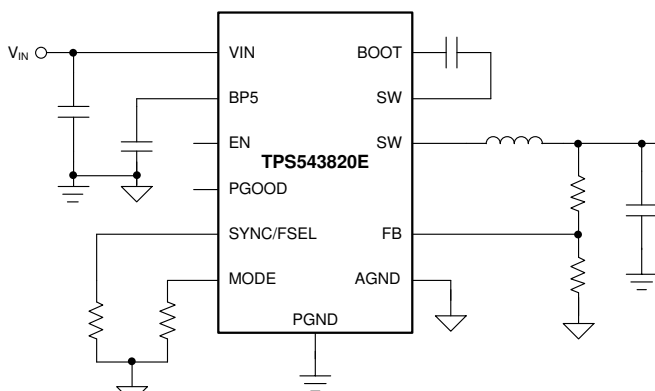 VIN
VIN
BOOT
BP5
SW
EN
SW
TPS543820E
PGOOD
SYNC/FSEL
FB
MODE
AGND
PGND